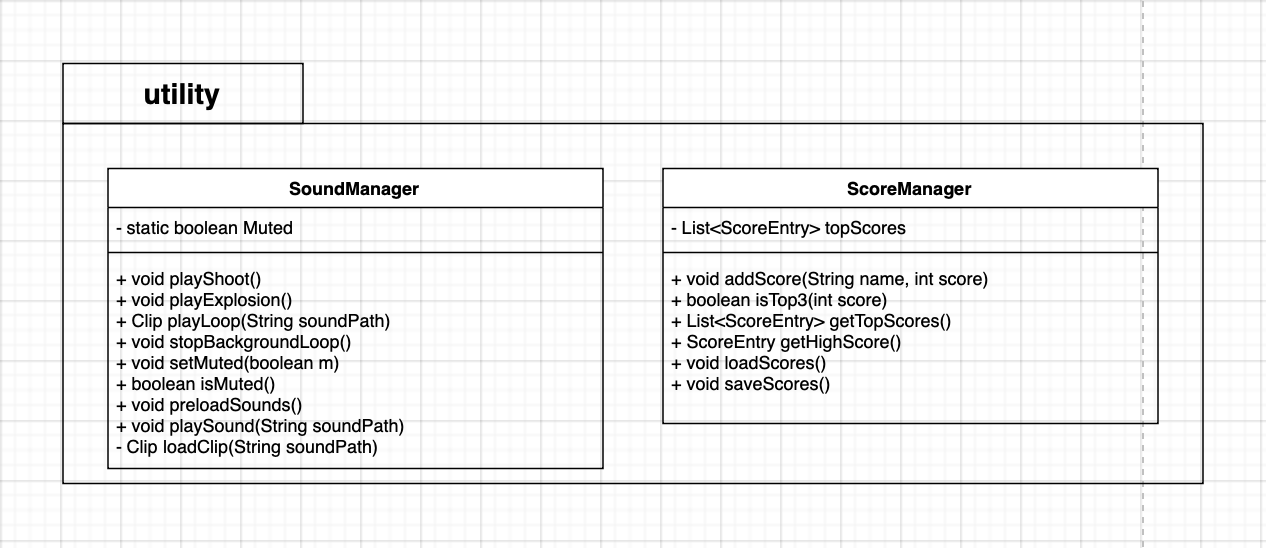 utility
SoundManager
- static boolean Muted
+ void playShoot()
+ void playExplosion()
+ Clip playLoop(String soundPath)
+ void stopBackgroundLoop()
+ void setMuted(boolean m)
+ boolean isMuted()
+ void preloadSounds()
+ void playSound(String soundPath)
- Clip loadClip(String soundPath)
ScoreManager
- List<ScoreEntry> topScores
+ void addScore(String name, int score)
+ boolean isTop3(int score)
+ List<ScoreEntry> getTopScores()
+ ScoreEntry getHighScore()
+ void loadScores()
+ void saveScores()